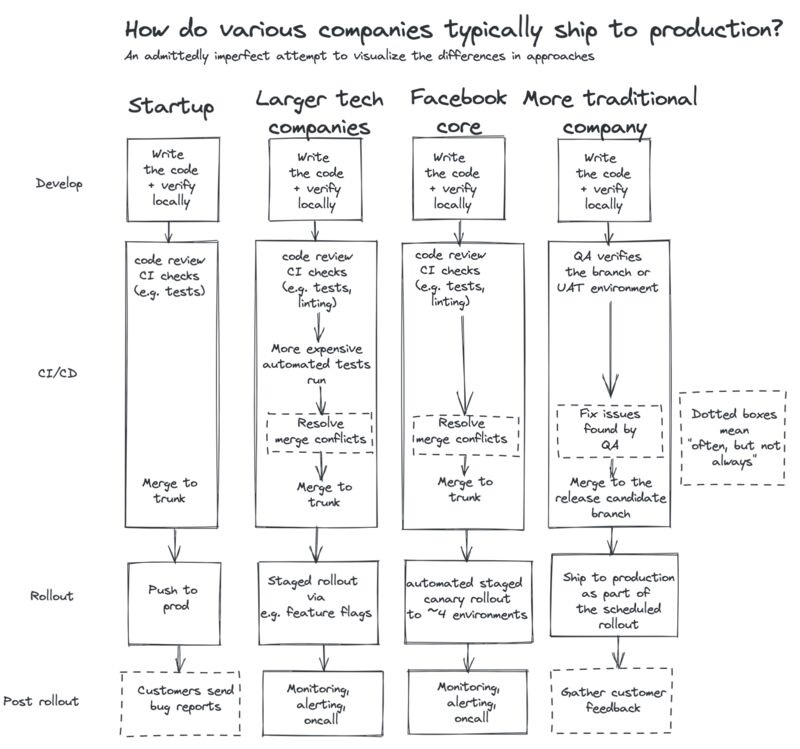 How do various companies typically ship to production?
An admittedly imperfect attempt to visualize the differences in approaches
Startup
Larger tech
companies
Facebook
core
More traditional
company
Develop
Write
the code
+ verify
locally
Write
the code
+ verify
locally
Write
the code
+ verify
locally
Write
the code
+ verify
locally
CI/CD
code review
CI checks
(e.g. tests)
Merge to
trunk
code review
CI checks
(e.g. tests,
linting)
More expensive
automated tests
run
Resolve
merge conflicts
Merge to
trunk
code review
CI checks
(e.g. tests,
linting)
Resolve
merge conflicts
Merge to
trunk
QA verifies
the branch or
UAT environment
Fix issues
found by
QA
Merge to the
release candidate
branch
Dotted boxes
mean
"often, but not
always"
Rollout
Push to
prod
Staged rollout
via
e.g. feature flags
automated staged
canary rollout
to ~4 environments
Ship to production
as part of
the scheduled
rollout
Post rollout
Customers send
bug reports
Monitoring,
alerting,
oncall
Monitoring,
alerting,
oncall
Gather customer
feedback